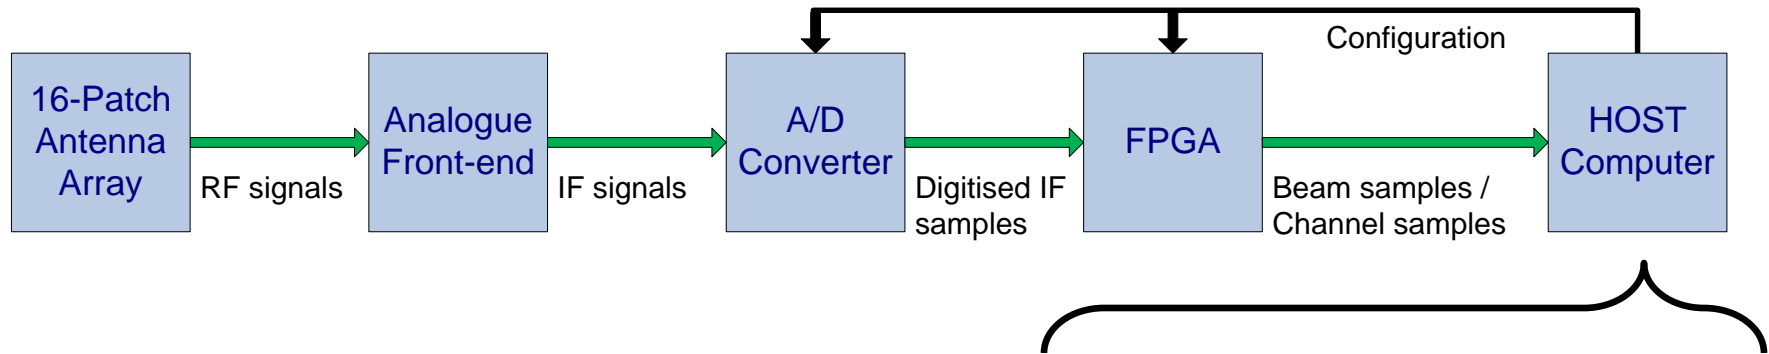 Configuration
16-Patch
Antenna
Array
RF signals
Analogue
Front-end
IF signals
A/D
Converter
Digitised IF
samples
FPGA
Beam samples /
Channel samples
HOST
Computer